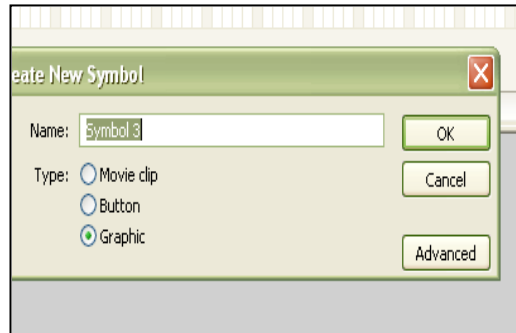 eate New Symbol
Name: Symbol 3 OK
Type: Movie clip Cancel
Button
Graphic
Advanced